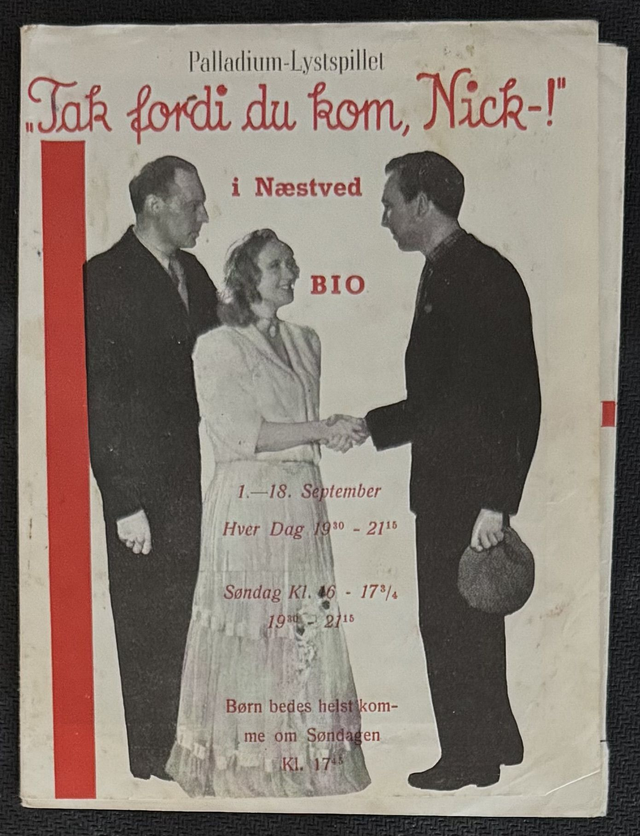 Palladium-Lystspillet
„Tak fordi du kom, Nick-!"
i Næstved
BIO
1.—18. September
Hver Dag 19³⁰ - 21¹⁵
Søndag Kl. 16 - 17³/₄
19³⁰ - 21¹⁵
Børn bedes helst kom-
me om Søndagen
Kl. 17⁴⁵